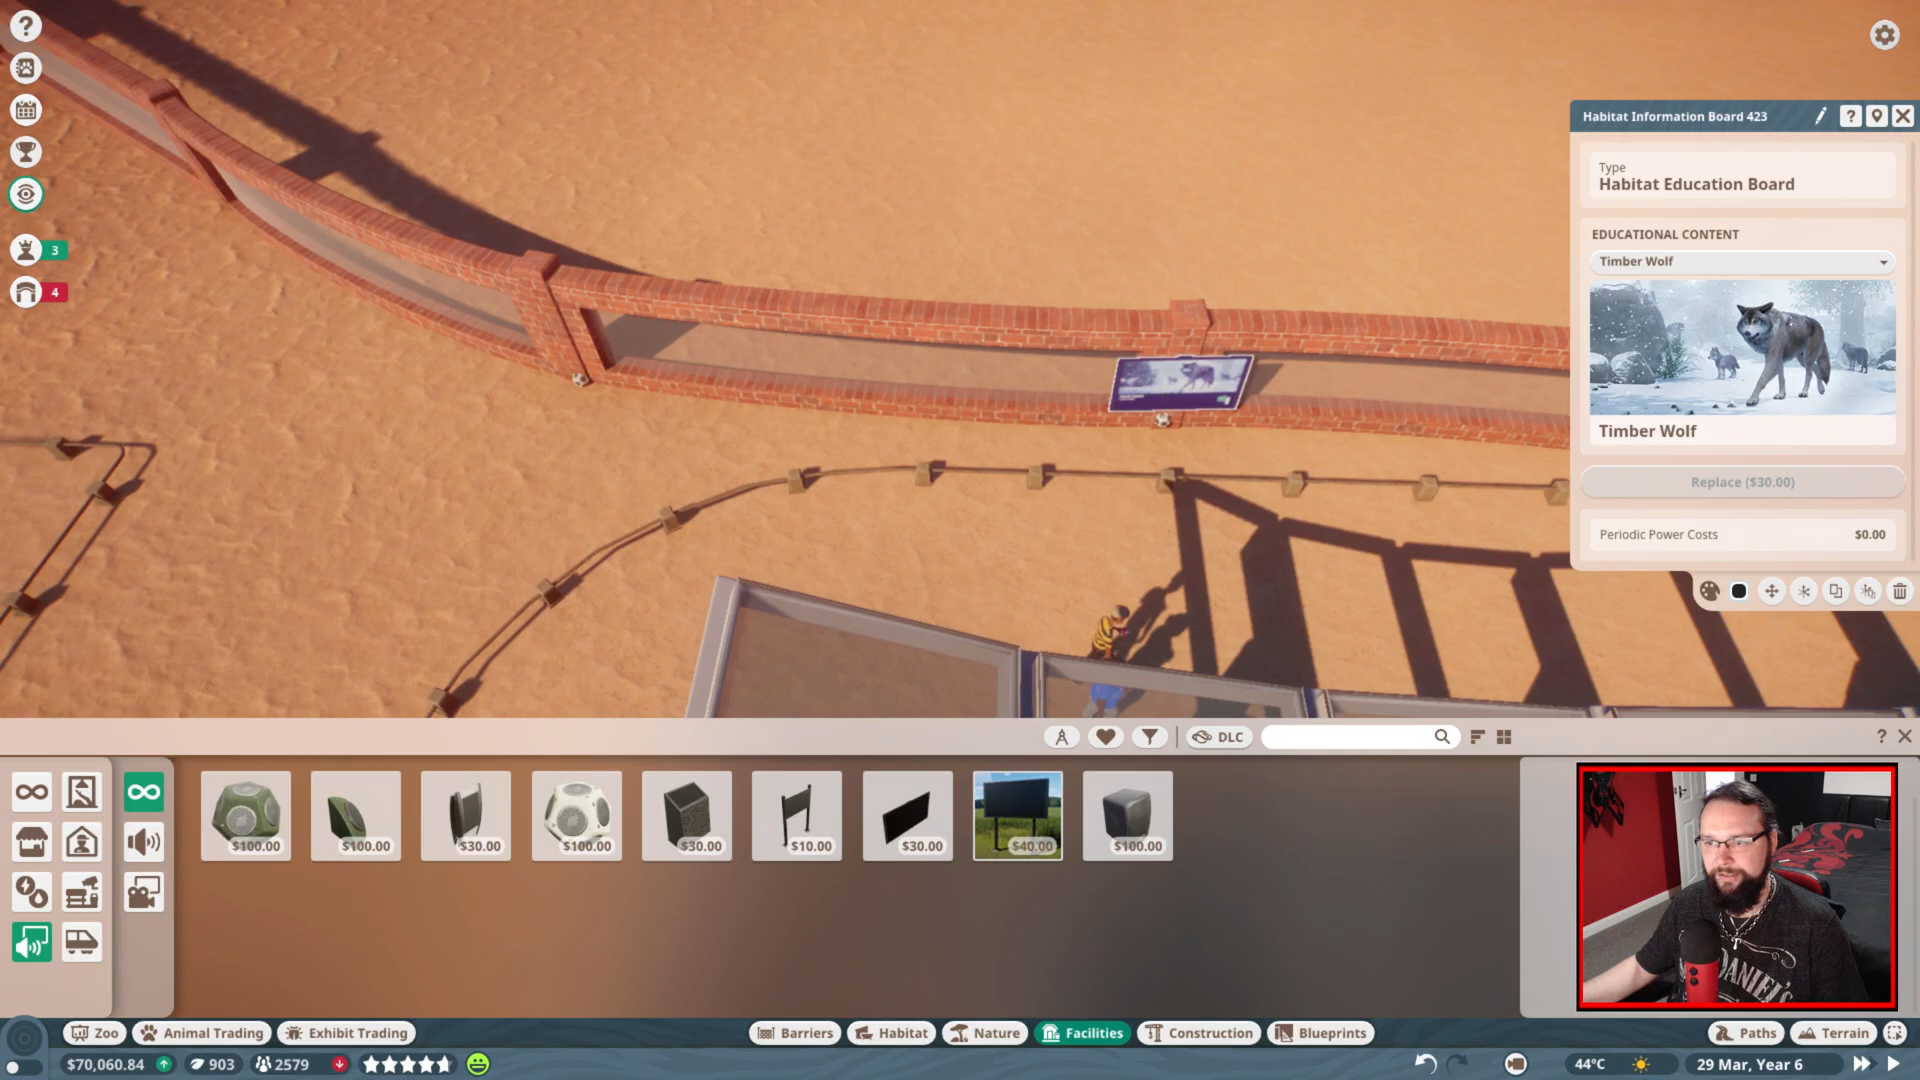 ?
Habitat Information Board 423
?
Type
Habitat Education Board
EDUCATIONAL CONTENT
Timber Wolf
Timber Wolf
Replace ($30.00)
Periodic Power Costs $0.00
3
4
DLC
?
$100.00 $100.00 $30.00 $100.00 $30.00 $10.00 $30.00 $40.00 $100.00
DANIEL'S
Zoo Animal Trading Exhibit Trading Barriers Habitat Nature Facilities Construction Blueprints Paths Terrain
$70,060.84 903 2579 44°C 29 Mar, Year 6